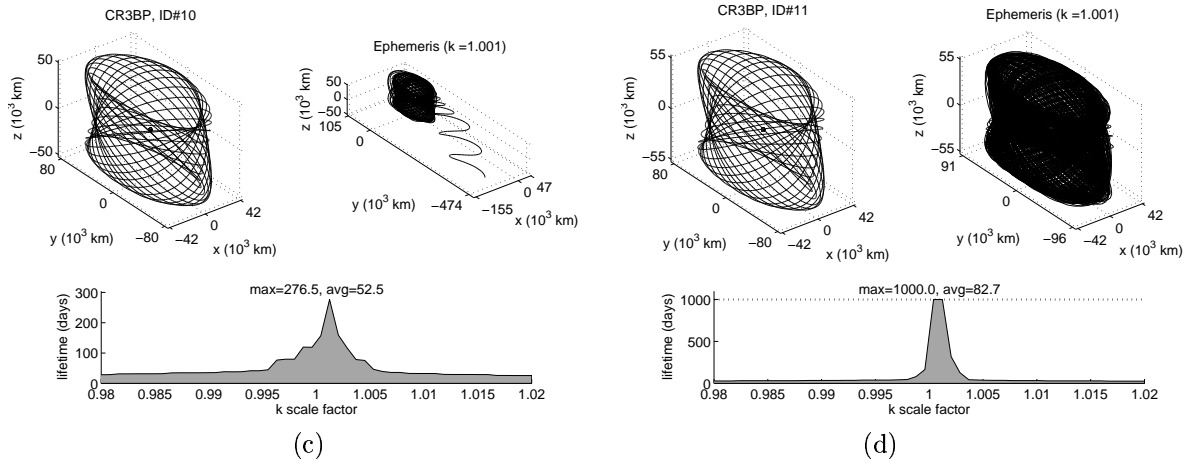 CR3BP, ID#10
50
0
−50
z (10³ km)
80
0
−80
y (10³ km)
−42
0
42
x (10³ km)
Ephemeris (k =1.001)
50
0
−50
z (10³ km)
105
0
−474
y (10³ km)
−155
0
47
x (10³ km)
max=276.5, avg=52.5
300
200
100
0
lifetime (days)
0.98 0.985 0.99 0.995 1 1.005 1.01 1.015 1.02
k scale factor
(c)
CR3BP, ID#11
55
0
−55
z (10³ km)
80
0
−80
y (10³ km)
−42
0
42
x (10³ km)
Ephemeris (k =1.001)
55
0
−55
z (10³ km)
91
0
−96
y (10³ km)
−42
0
42
x (10³ km)
max=1000.0, avg=82.7
1000
500
0
lifetime (days)
0.98 0.985 0.99 0.995 1 1.005 1.01 1.015 1.02
k scale factor
(d)